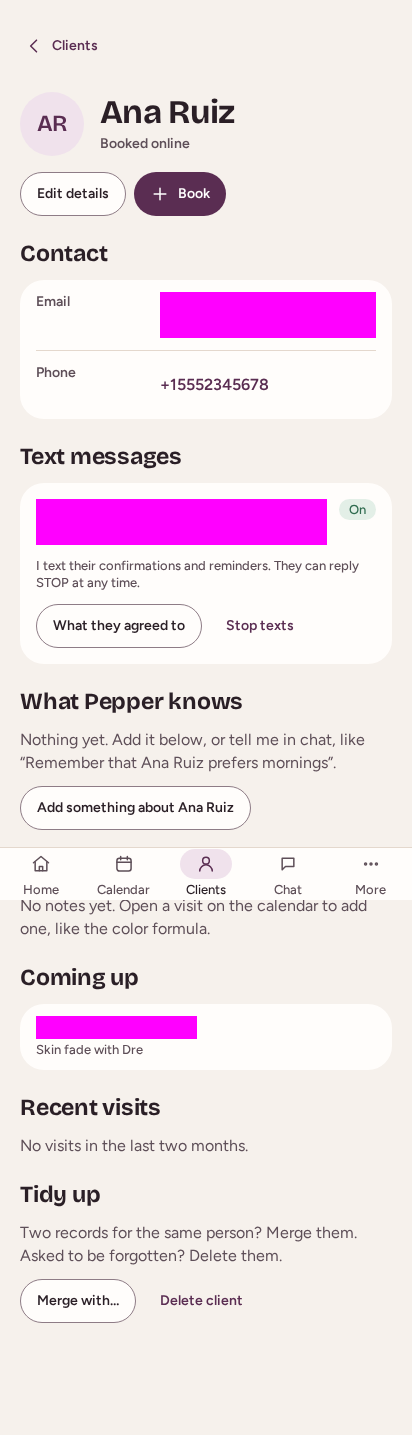 Clients
AR
Ana Ruiz
Booked online
Edit details
Book
Contact
Email
Phone
+15552345678
Text messages
On
I text their confirmations and reminders. They can reply
STOP at any time.
What they agreed to
Stop texts
What Pepper knows
Nothing yet. Add it below, or tell me in chat, like
“Remember that Ana Ruiz prefers mornings”.
Add something about Ana Ruiz
Home
Calendar
Clients
Chat
More
No notes yet. Open a visit on the calendar to add
one, like the color formula.
Coming up
Skin fade with Dre
Recent visits
No visits in the last two months.
Tidy up
Two records for the same person? Merge them.
Asked to be forgotten? Delete them.
Merge with…
Delete client